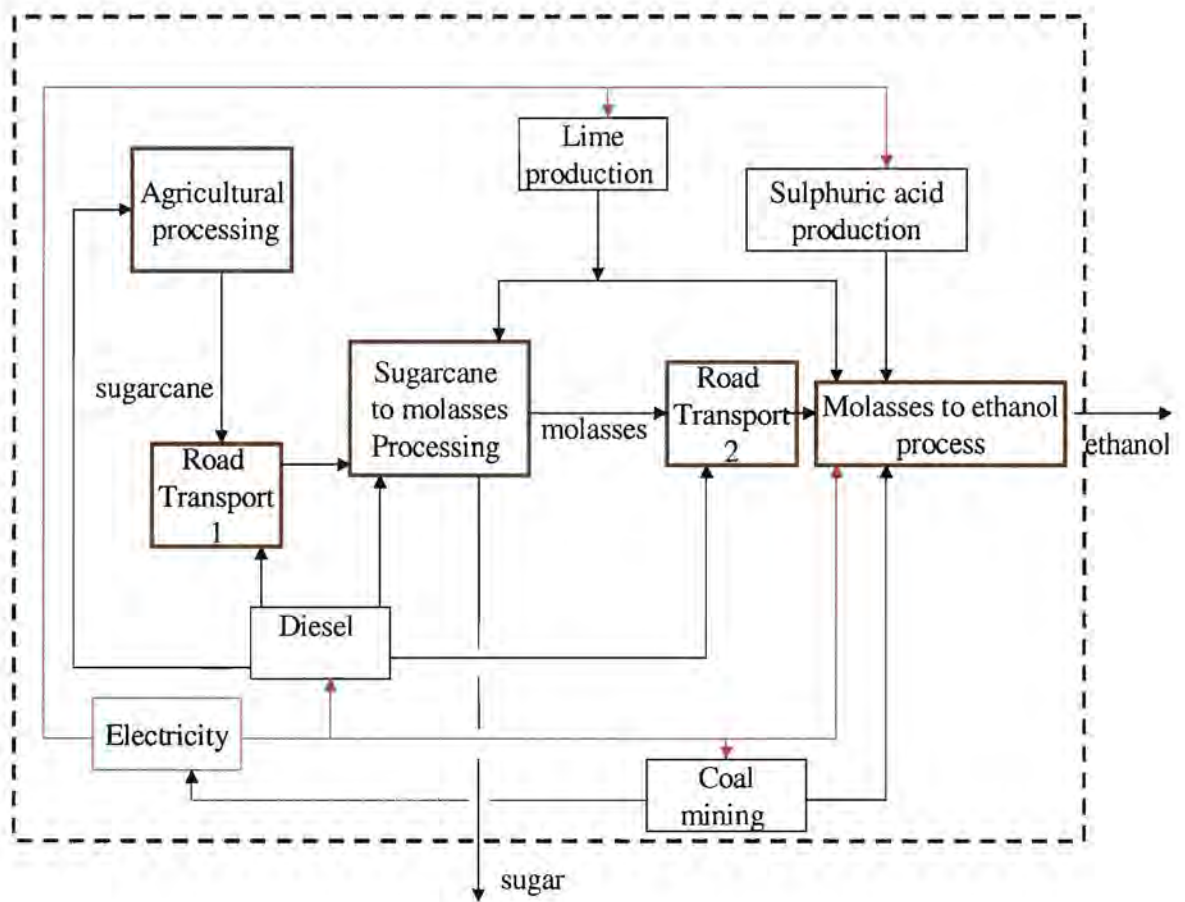 Lime
production
Agricultural
processing
Sulphuric acid
production
sugarcane
Sugarcane
to molasses
Processing
molasses
Road
Transport
2
Molasses to ethanol
process
ethanol
Road
Transport
1
Diesel
Electricity
Coal
mining
sugar